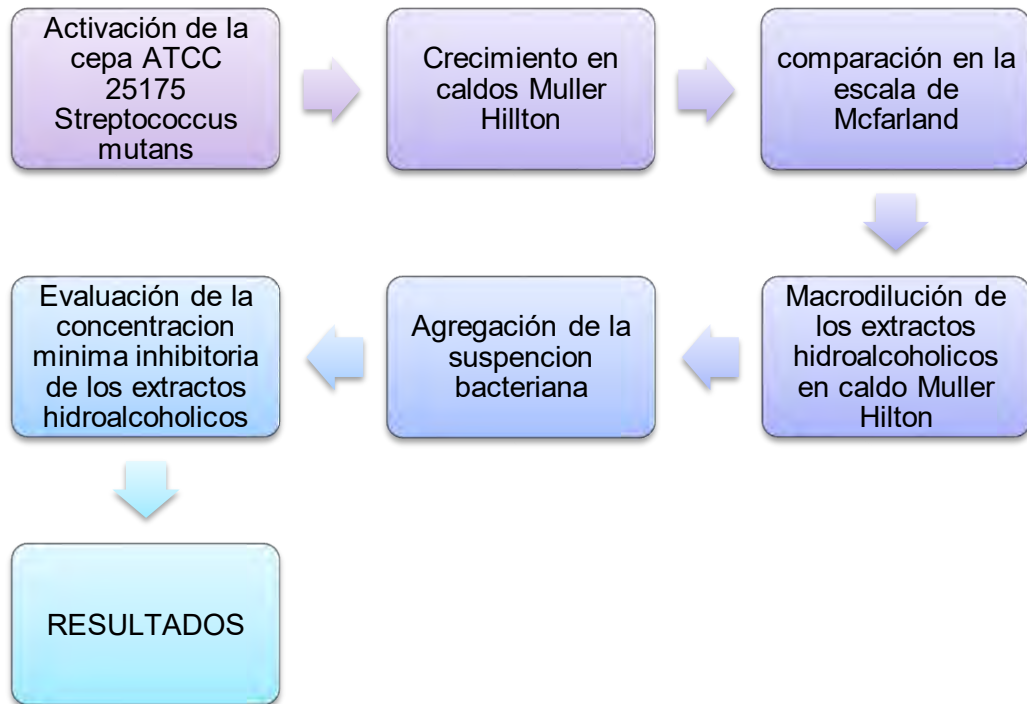 Activación de la
cepa ATCC
25175
Streptococcus
mutans
Crecimiento en
caldos Muller
Hillton
comparación en la
escala de
Mcfarland
Macrodilución de
los extractos
hidroalcoholicos
en caldo Muller
Hilton
Agregación de la
suspencion
bacteriana
Evaluación de la
concentracion
minima inhibitoria
de los extractos
hidroalcoholicos
RESULTADOS